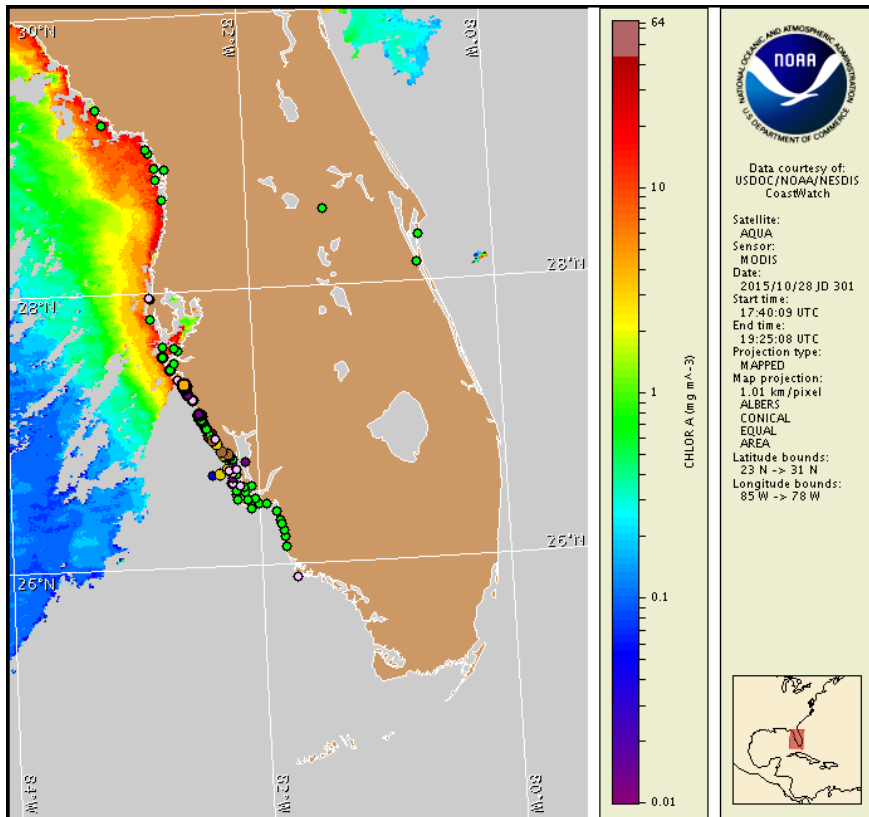 30°N
82°W
80°W
28°N
28°N
26°N
26°N
84°W
82°W
80°W
64
10
1
0.1
0.01
CHLOR A (mg m^-3)
NATIONAL OCEANIC AND ATMOSPHERIC ADMINISTRATION
NOAA
U.S. DEPARTMENT OF COMMERCE
Data courtesy of:
USDOC/NOAA/NESDIS
CoastWatch
Satellite:
AQUA
Sensor:
MODIS
Date:
2015/10/28 JD 301
Start time:
17:40:09 UTC
End time:
19:25:08 UTC
Projection type:
MAPPED
Map projection:
1.01 km/pixel
ALBERS
CONICAL
EQUAL
AREA
Latitude bounds:
23 N -> 31 N
Longitude bounds:
85 W -> 78 W